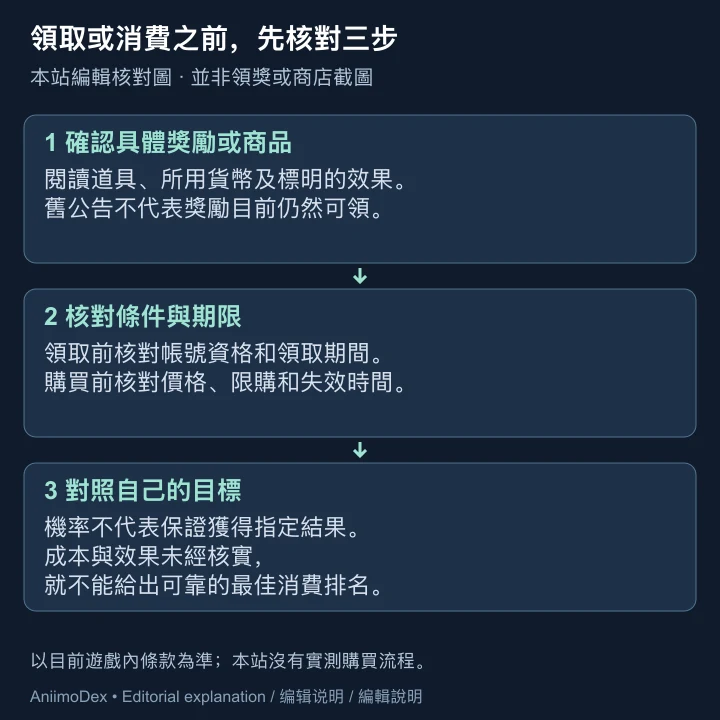 領取或消費之前，先核對三步
本站編輯核對圖 · 並非領獎或商店截圖
1 確認具體獎勵或商品
閱讀道具、所用貨幣及標明的效果。
舊公告不代表獎勵目前仍然可領。
2 核對條件與期限
領取前核對帳號資格和領取期間。
購買前核對價格、限購和失效時間。
3 對照自己的目標
機率不代表保證獲得指定結果。
成本與效果未經核實，
就不能給出可靠的最佳消費排名。
以目前遊戲內條款為準；本站沒有實測購買流程。
AniimoDex • Editorial explanation / 编辑说明 / 編輯說明